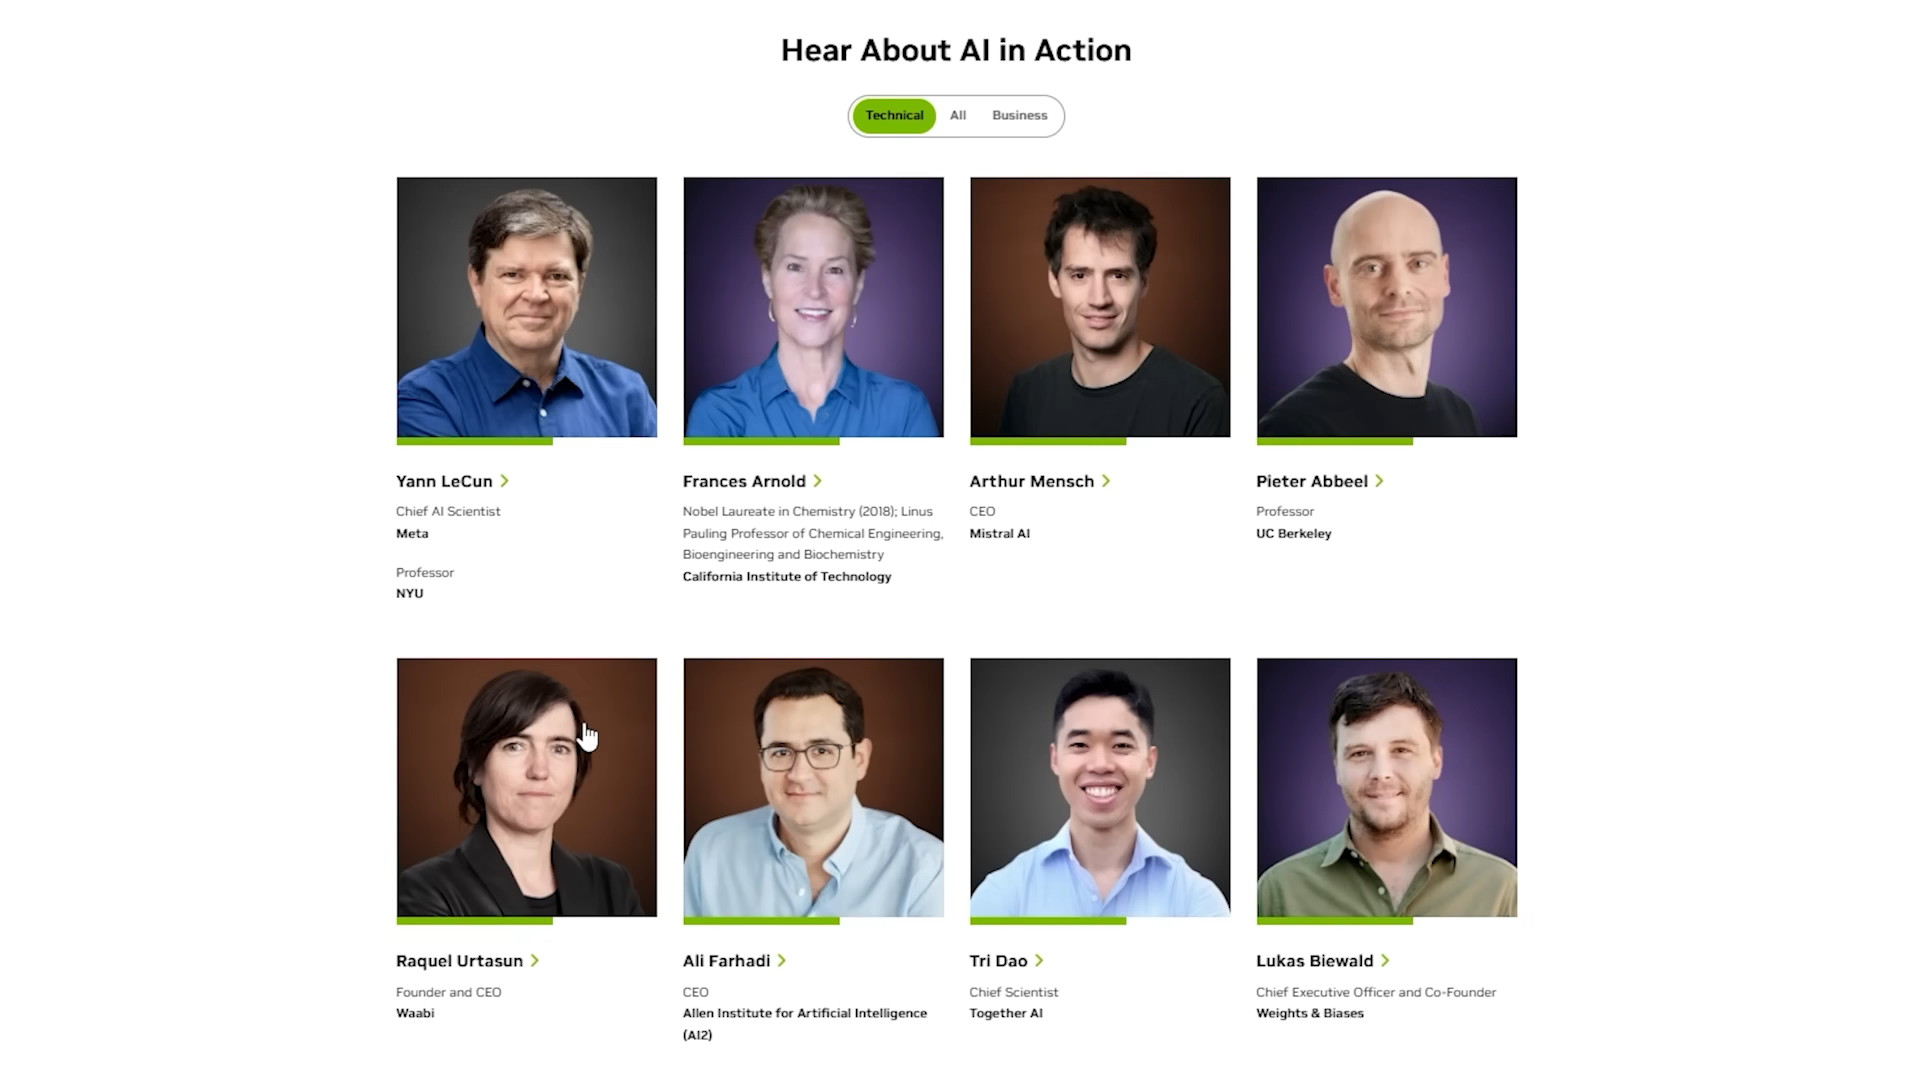 Hear About AI in Action
Technical
All
Business
Yann LeCun
Chief AI Scientist
Meta
Professor
NYU
Frances Arnold
Nobel Laureate in Chemistry (2018); Linus
Pauling Professor of Chemical Engineering,
Bioengineering and Biochemistry
California Institute of Technology
Arthur Mensch
CEO
Mistral AI
Pieter Abbeel
Professor
UC Berkeley
Raquel Urtasun
Founder and CEO
Waabi
Ali Farhadi
CEO
Allen Institute for Artificial Intelligence
(AI2)
Tri Dao
Chief Scientist
Together AI
Lukas Biewald
Chief Executive Officer and Co-Founder
Weights & Biases